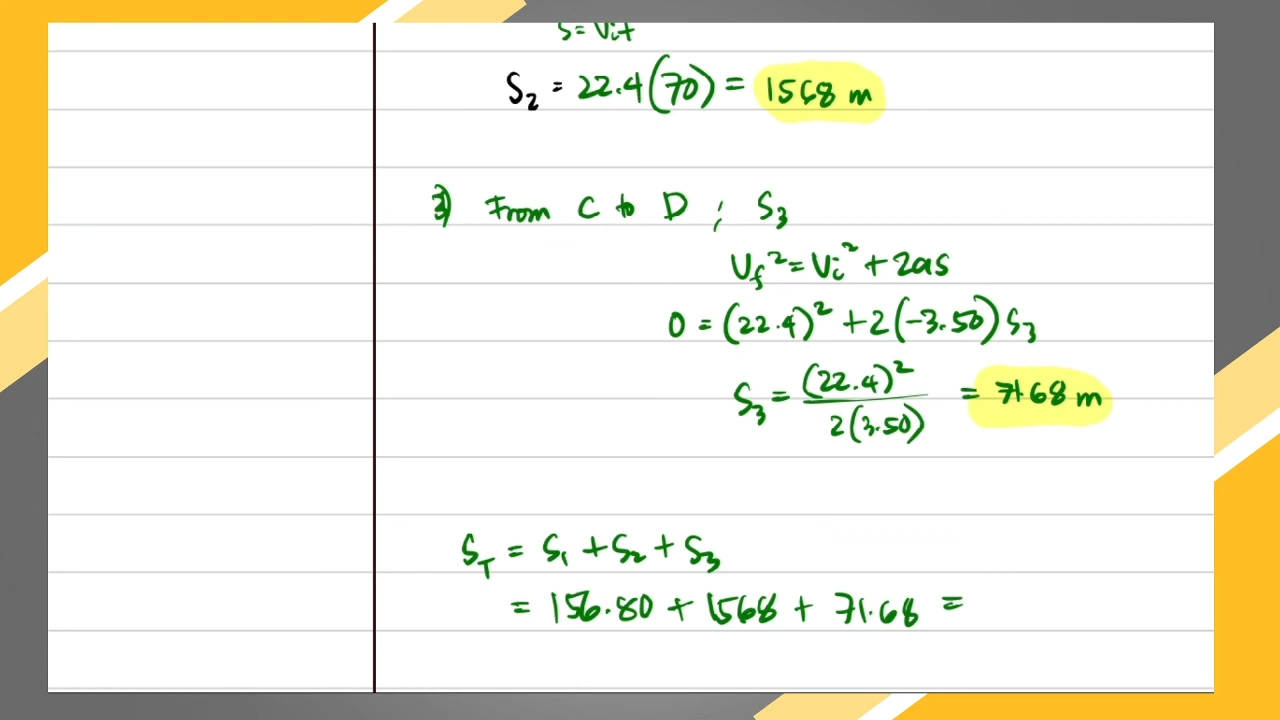 S = Vit
S₂ = 22.4(70) = 1568 m
3) From C to D ; S₃
Vf² = Vi² + 2as
0 = (22.4)² + 2(-3.50) S₃
S₃ = (22.4)² / 2(3.50) = 71.68 m
S_T = S₁ + S₂ + S₃
= 156.80 + 1568 + 71.68 =